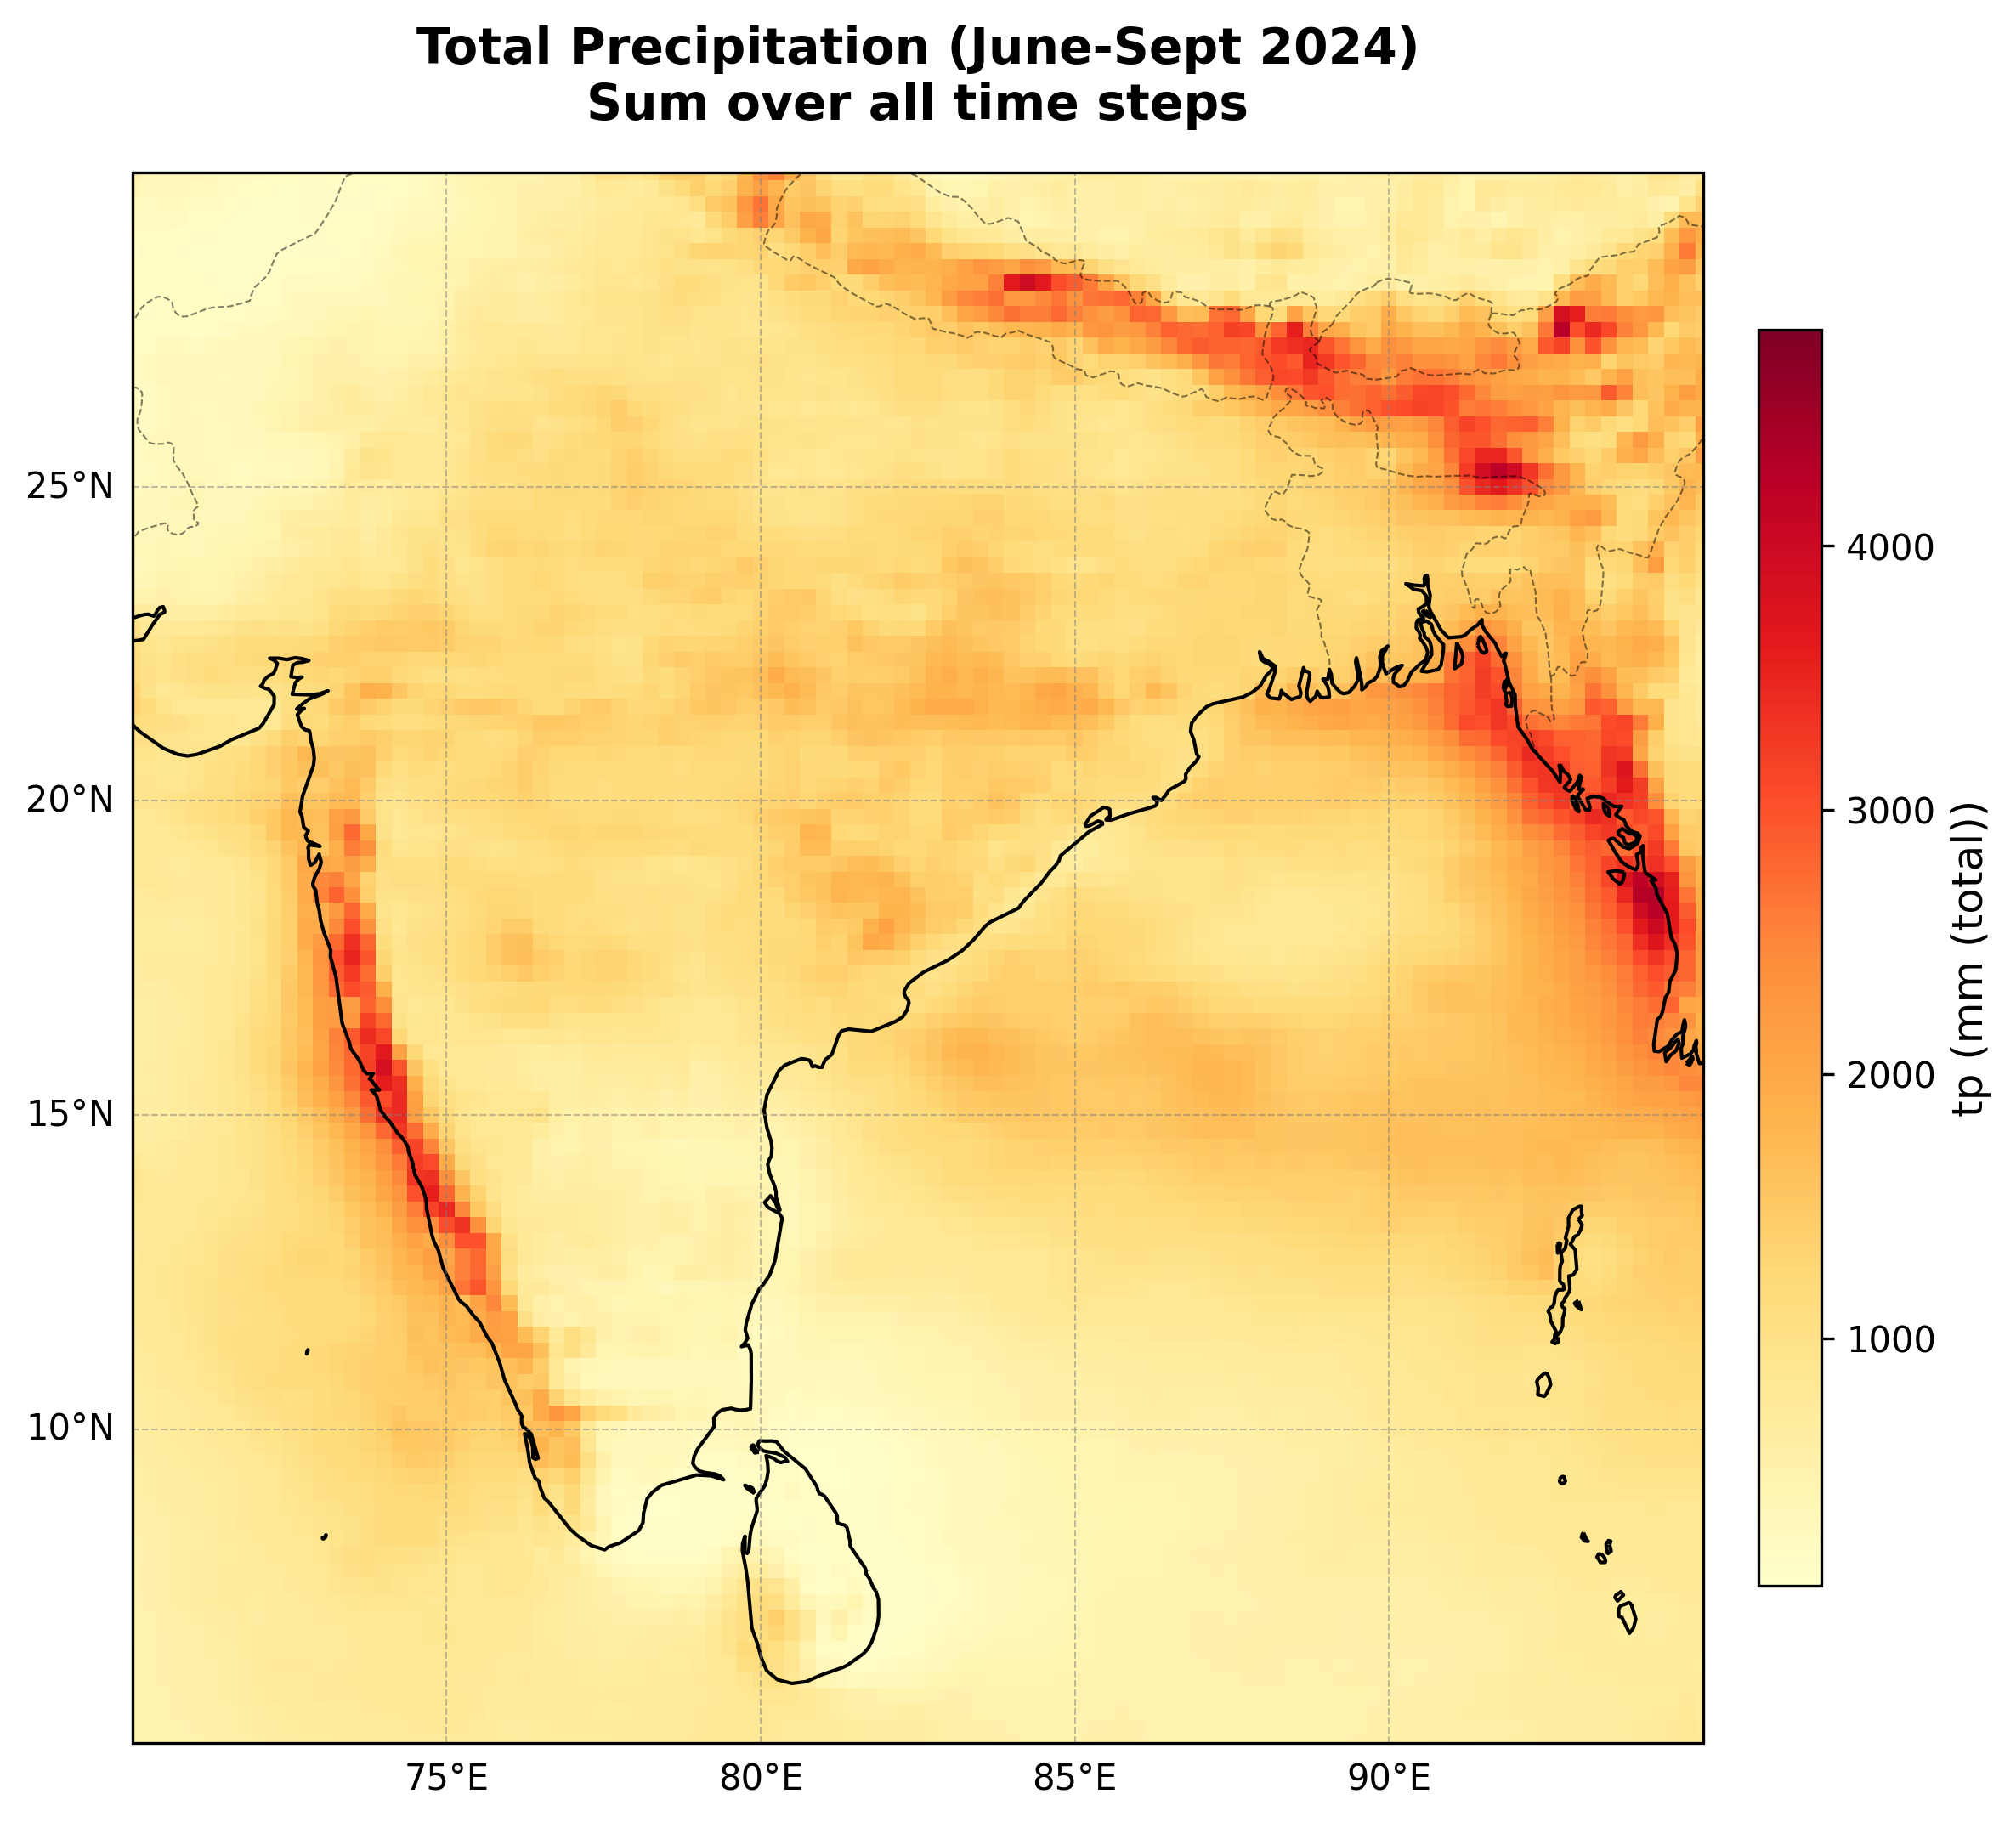 Total Precipitation (June-Sept 2024)
Sum over all time steps
25°N
20°N
15°N
10°N
75°E
80°E
85°E
90°E
4000
3000
2000
1000
tp (mm (total))